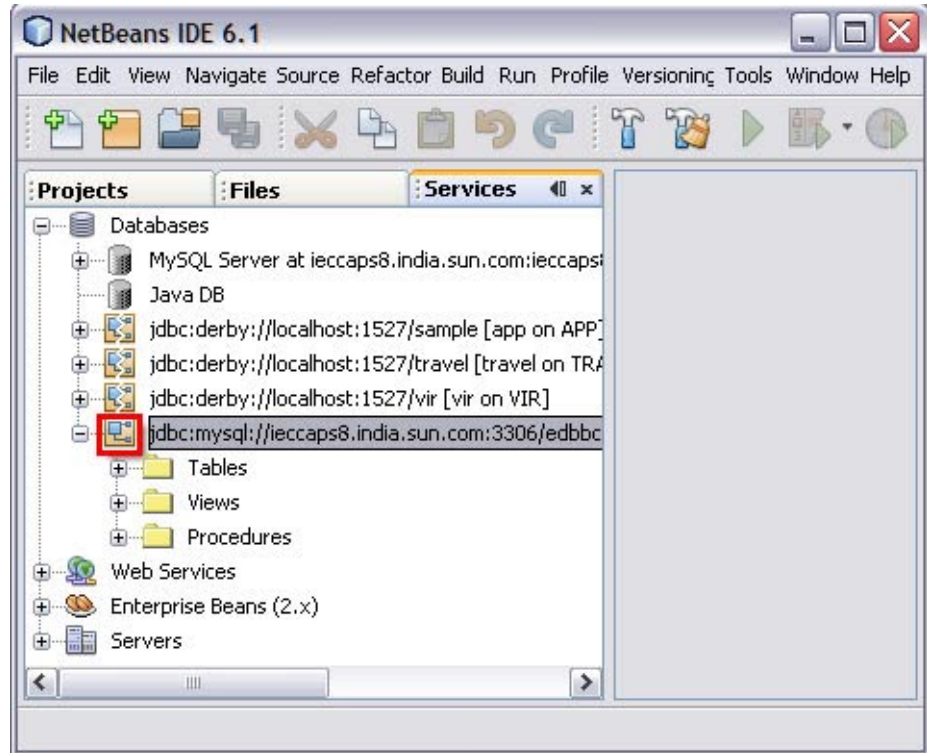 NetBeans IDE 6.1
File Edit View Navigate Source Refactor Build Run Profile Versioning Tools Window Help
Projects Files Services
Databases
MySQL Server at ieccaps8.india.sun.com:ieccaps8
Java DB
jdbc:derby://localhost:1527/sample [app on APP]
jdbc:derby://localhost:1527/travel [travel on TRA
jdbc:derby://localhost:1527/vir [vir on VIR]
jdbc:mysql://ieccaps8.india.sun.com:3306/edbbc
Tables
Views
Procedures
Web Services
Enterprise Beans (2.x)
Servers